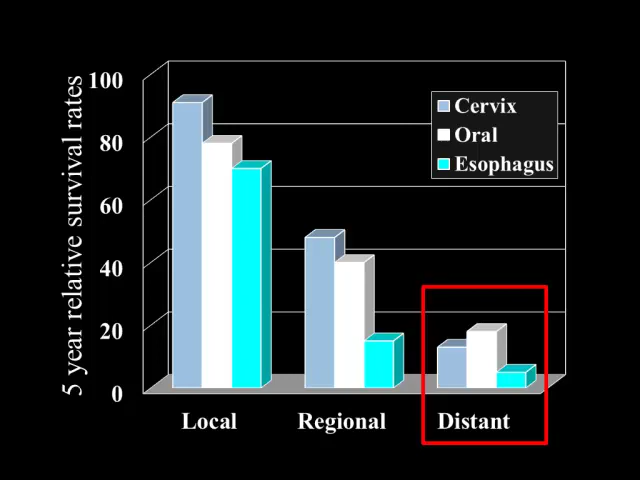 5 year relative survival rates
100
80
60
40
20
0
Cervix
Oral
Esophagus
Local
Regional
Distant